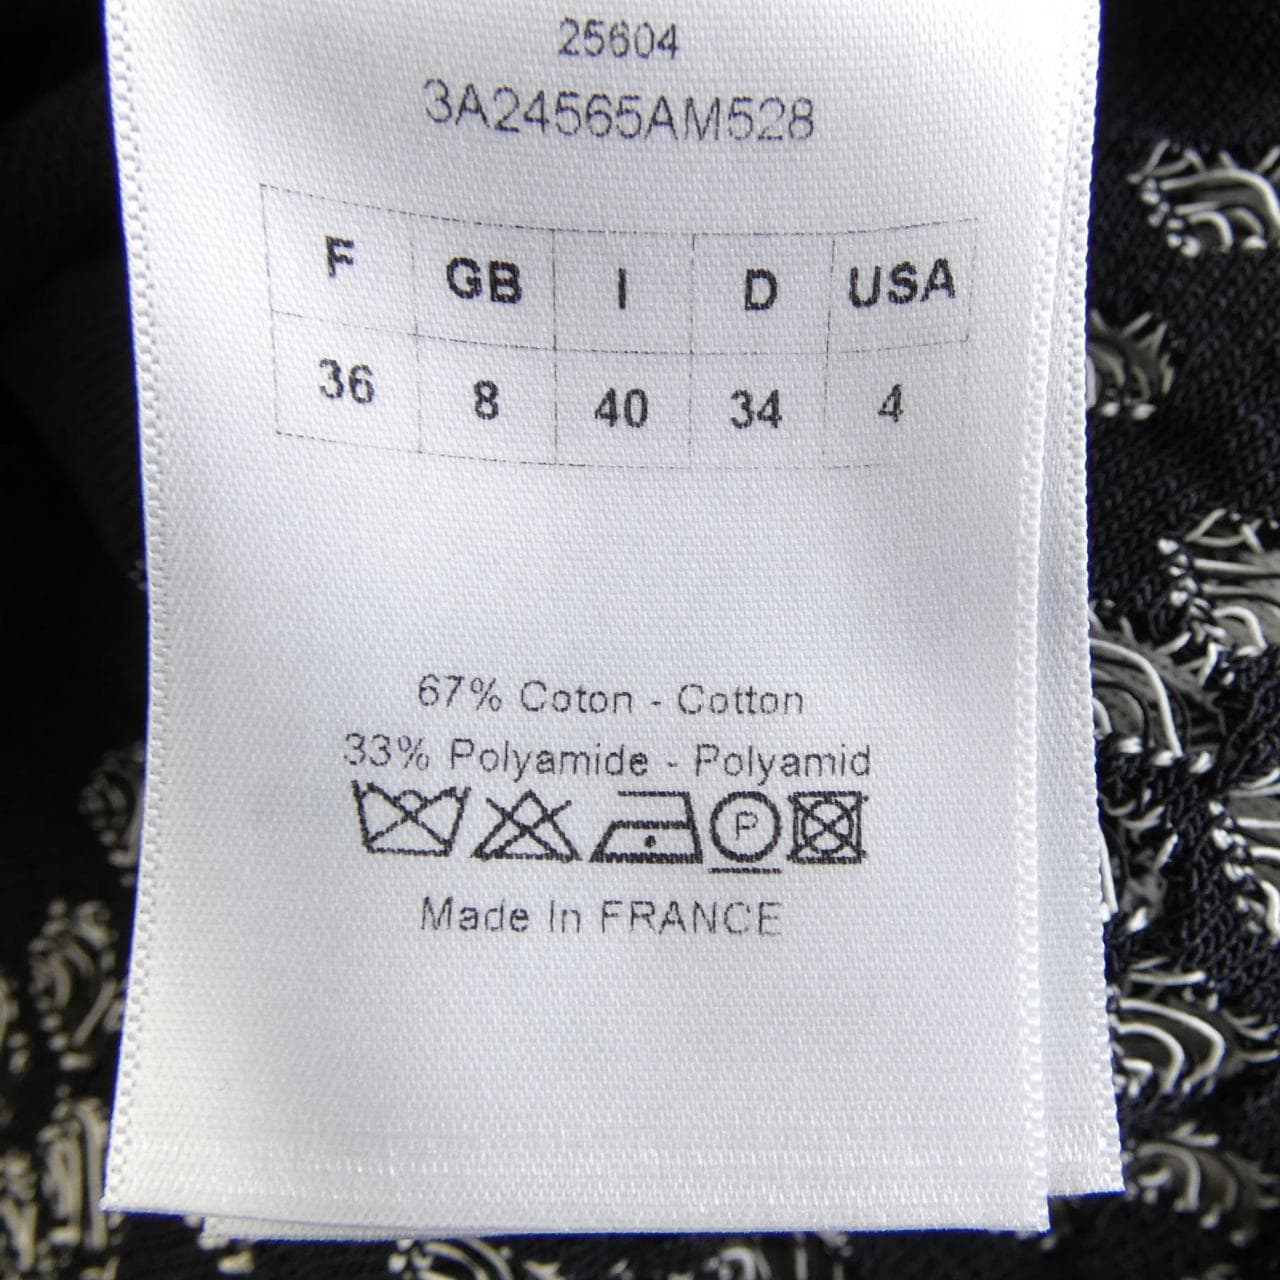 25604
3A24565AM528
F GB I D USA
36 8 40 34 4
67% Coton - Cotton
33% Polyamide - Polyamid
P
Made In FRANCE